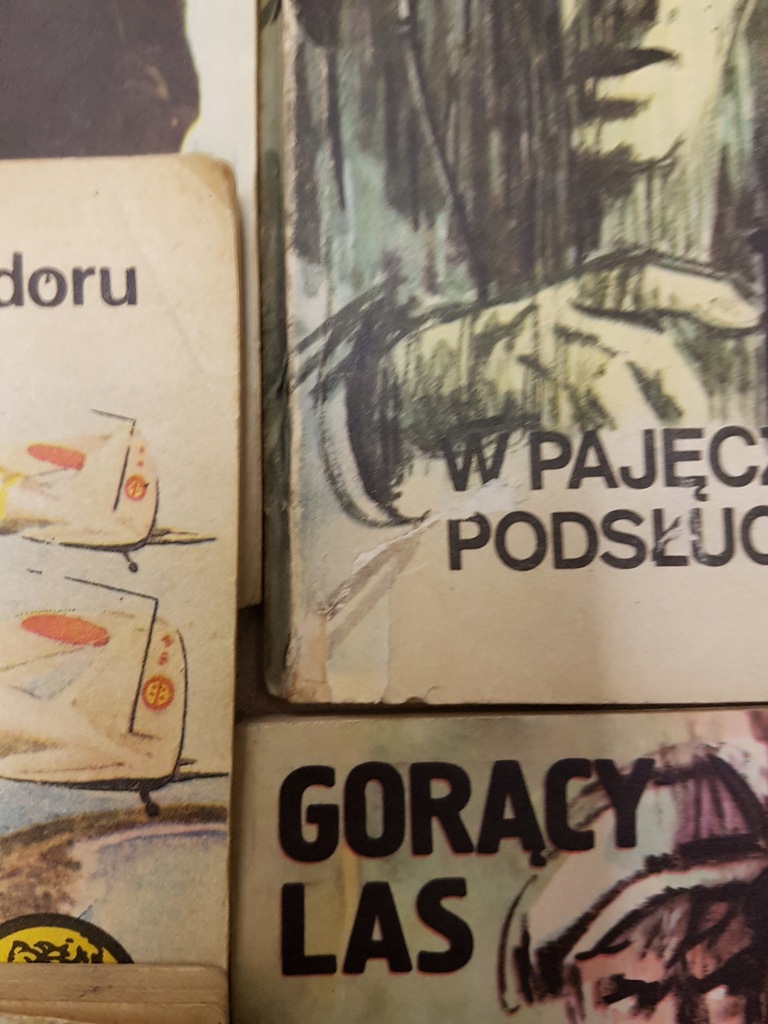 doru
W PAJĘCZ
PODSŁUC
GORĄCY
LAS